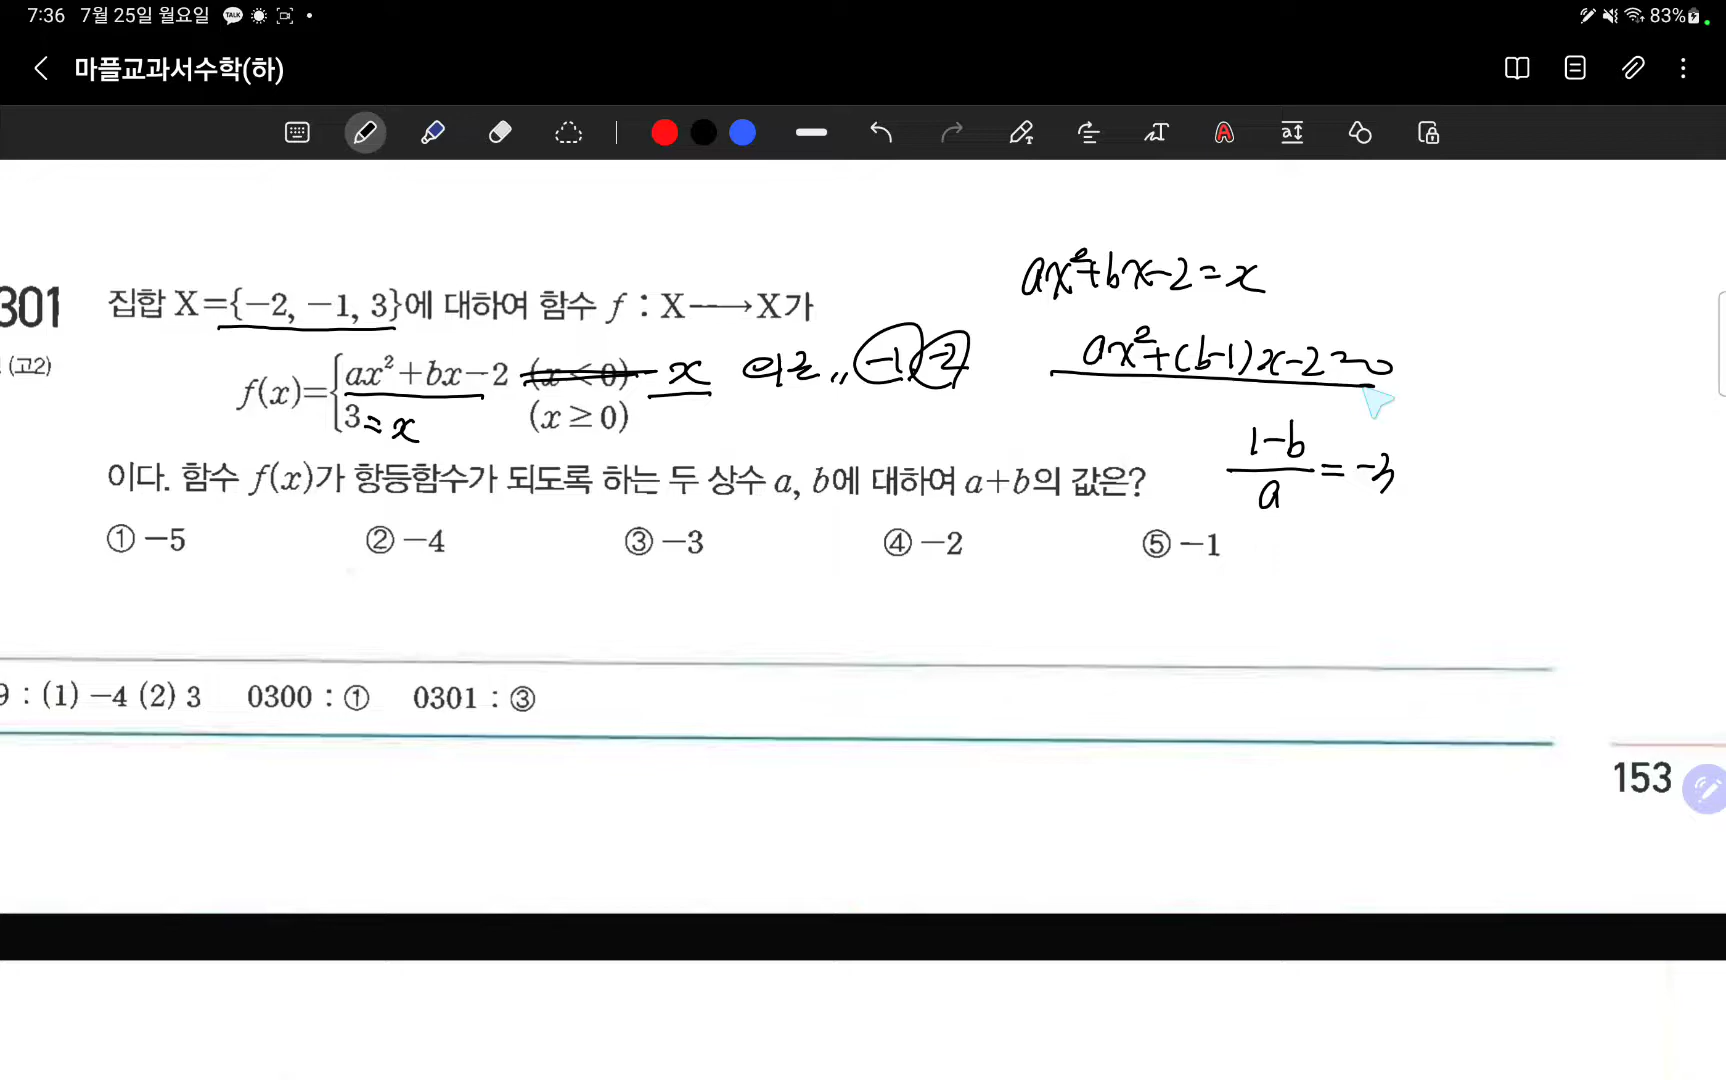 7:36 7월 25일 월요일 TALK 83%
마플교과서수학(하)
301 집합 X={-2, -1, 3}에 대하여 함수 f : X⟶X가
(고2)
f(x)={ax²+bx-2 (x<0)
3 (x≥0)
=x
x
-1, -2
ax²+bx-2=x
ax²+(b-1)x-2=0
(1-b)/a=-3
이다. 함수 f(x)가 항등함수가 되도록 하는 두 상수 a, b에 대하여 a+b의 값은?
① -5 ② -4 ③ -3 ④ -2 ⑤ -1
9 : (1) -4 (2) 3 0300 : ① 0301 : ③
153